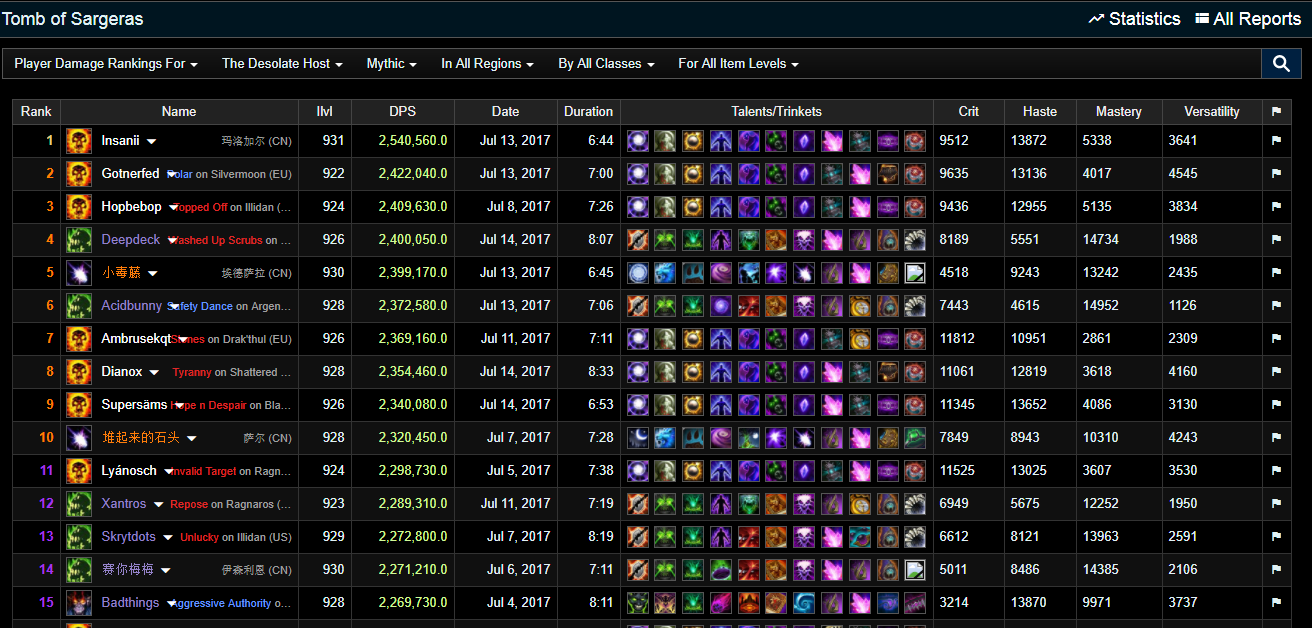 Tomb of Sargeras Statistics All Reports
Player Damage Rankings For The Desolate Host Mythic In All Regions By All Classes For All Item Levels
Rank Name Ilvl DPS Date Duration Talents/Trinkets Crit Haste Mastery Versatility
1 Insanii 玛洛加尔 (CN) 931 2,540,560.0 Jul 13, 2017 6:44 9512 13872 5338 3641
2 Gotnerfed Polar on Silvermoon (EU) 922 2,422,040.0 Jul 13, 2017 7:00 9635 13136 4017 4545
3 Hopbebop Topped Off on Illidan (... 924 2,409,630.0 Jul 8, 2017 7:26 9436 12955 5135 3834
4 Deepdeck Washed Up Scrubs on ... 926 2,400,050.0 Jul 14, 2017 8:07 8189 5551 14734 1988
5 小毒藤 埃德萨拉 (CN) 930 2,399,170.0 Jul 13, 2017 6:45 4518 9243 13242 2435
6 Acidbunny Safety Dance on Argen... 928 2,372,580.0 Jul 13, 2017 7:06 7443 4615 14952 1126
7 Ambrusekqt on Drak'thul (EU) 926 2,369,160.0 Jul 11, 2017 7:11 11812 10951 2861 2309
8 Dianox Tyranny on Shattered ... 928 2,354,460.0 Jul 14, 2017 8:33 11061 12819 3618 4160
9 Supersäms Hope n Despair on Bla... 926 2,340,080.0 Jul 14, 2017 6:53 11345 13652 4086 3130
10 堆起来的石头 萨尔 (CN) 928 2,320,450.0 Jul 7, 2017 7:28 7849 8943 10310 4243
11 Lyánosch Invalid Target on Ragn... 924 2,298,730.0 Jul 5, 2017 7:38 11525 13025 3607 3530
12 Xantros Repose on Ragnaros (... 923 2,289,310.0 Jul 11, 2017 7:19 6949 5675 12252 1950
13 Skrytdots Unlucky on Illidan (US) 929 2,272,800.0 Jul 7, 2017 8:19 6612 8121 13963 2591
14 赛你梅梅 伊森利恩 (CN) 930 2,271,210.0 Jul 6, 2017 7:11 5011 8486 14385 2106
15 Badthings Aggressive Authority o... 928 2,269,730.0 Jul 4, 2017 8:11 3214 13870 9971 3737